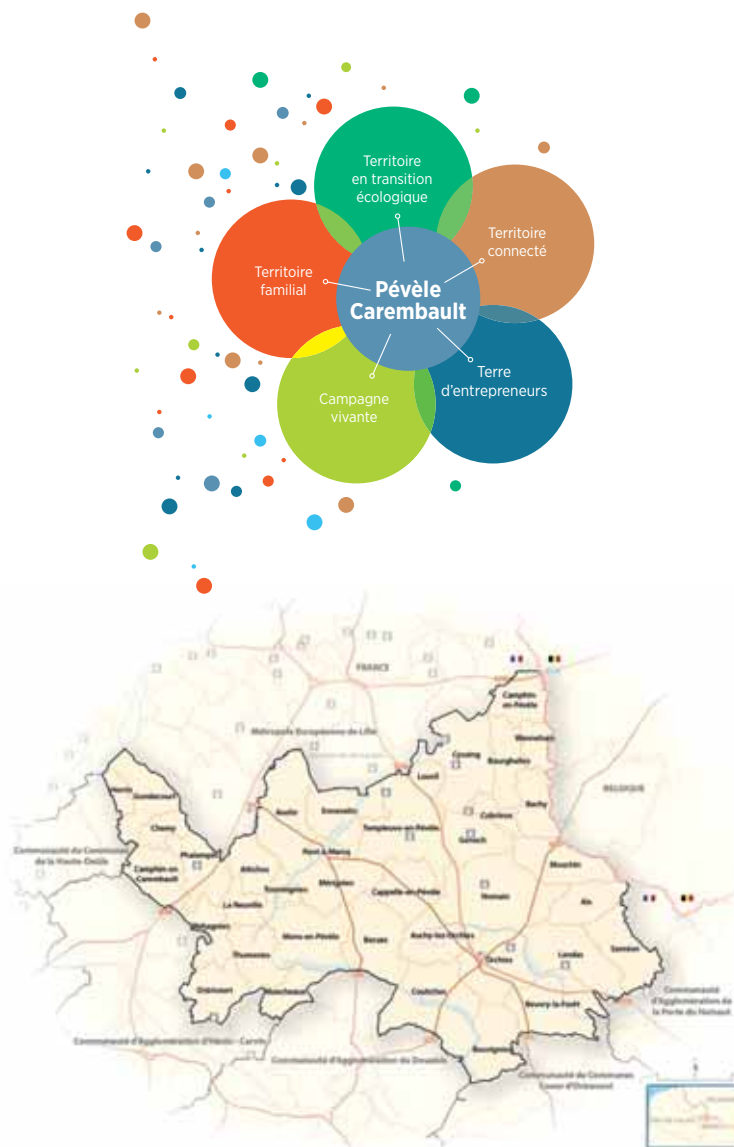 Territoire
en transition
écologique
Territoire
connecté
Territoire
familial
Pévèle
Carembault
Terre
d'entrepreneurs
Campagne
vivante
FRANCE
Camphin-
en-Pévèle
Métropole Européenne de Lille
Wannehain
Cysing
Bourghelles
Louvil
BELGIQUE
Herrin
Gondecourt
Bachy
Avelin
Ennevelin
Cobrieux
Chemy
Templeuve-en-Pévèle
Genech
Communauté de Communes
de la Haute-Deûle
Phalempin
Pont-à-Marcq
Mouchin
Camphin en
Carembault
Attiches
Mérignies
Tourmignies
Cappelle-en-Pévèle
Nomain
Aix
La Neuville
Wahagnies
Mons-en-Pévèle
Bersée
Auchy-lez-Orchies
Thumeries
Orchies
Landas
Saméon
Ostricourt
Moncheaux
Coutiches
Beuvry-la-Forêt
Communauté
d'Agglomération de
la Porte du Hainaut
Communauté d'Agglomération d'Hénin - Carvin
Bouvignies
Communauté d'Agglomération du Douaisis
Communauté de Communes
Coeur d'Ostrevent